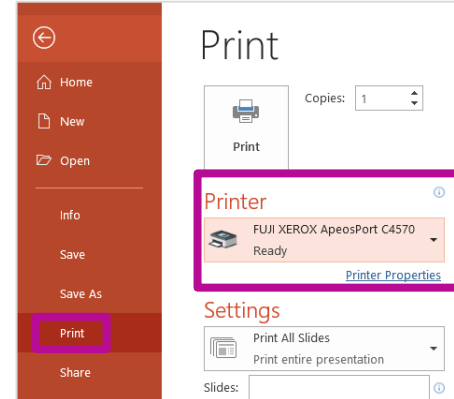 Print
Home
New
Open
Info
Save
Save As
Print
Share
Print
Copies: 1
Printer
FUJI XEROX ApeosPort C4570
Ready
Printer Properties
Settings
Print All Slides
Print entire presentation
Slides: